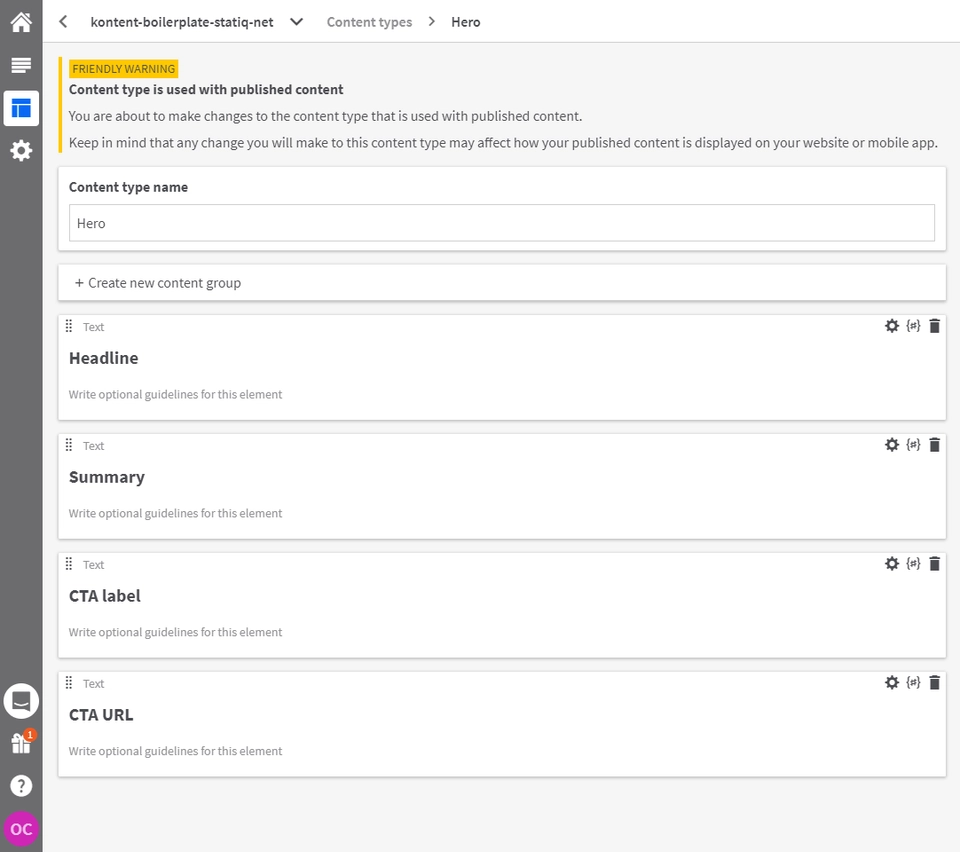 kontent-boilerplate-statiq-net Content types Hero
FRIENDLY WARNING
Content type is used with published content
You are about to make changes to the content type that is used with published content.
Keep in mind that any change you will make to this content type may affect how your published content is displayed on your website or mobile app.
Content type name
Hero
+ Create new content group
Text {#}
Headline
Write optional guidelines for this element
Text {#}
Summary
Write optional guidelines for this element
Text {#}
CTA label
Write optional guidelines for this element
Text {#}
CTA URL
Write optional guidelines for this element
1
?
OC